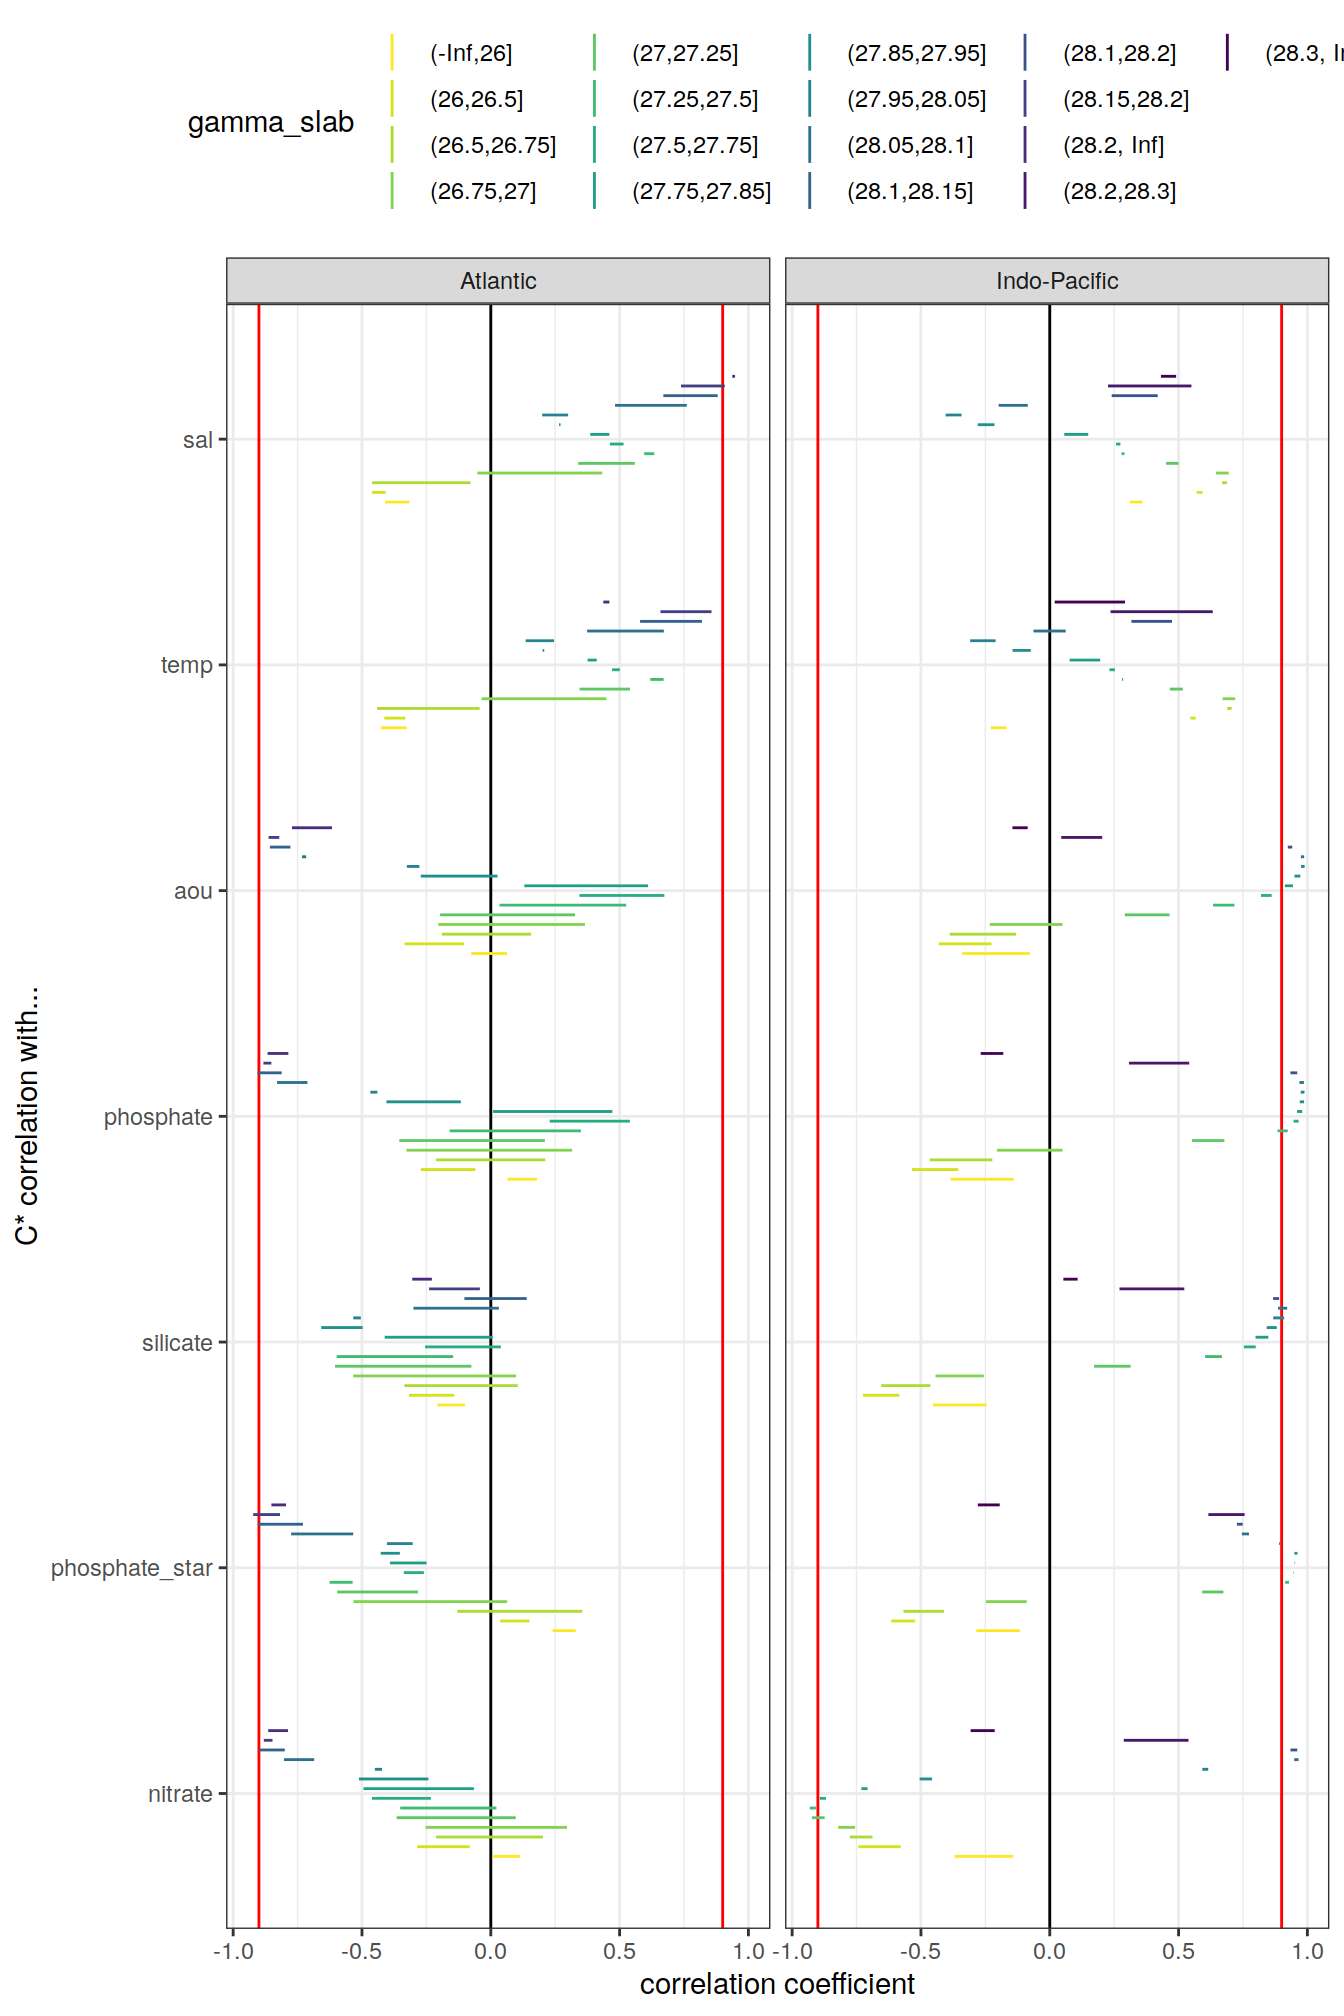 gamma_slab
(-Inf,26]
(26,26.5]
(26.5,26.75]
(26.75,27]
(27,27.25]
(27.25,27.5]
(27.5,27.75]
(27.75,27.85]
(27.85,27.95]
(27.95,28.05]
(28.05,28.1]
(28.1,28.15]
(28.1,28.2]
(28.15,28.2]
(28.2, Inf]
(28.2,28.3]
(28.3,
Atlantic
Indo-Pacific
C* correlation with...
sal
temp
aou
phosphate
silicate
phosphate_star
nitrate
-1.0 -0.5 0.0 0.5 1.0
-1.0 -0.5 0.0 0.5 1.0
correlation coefficient